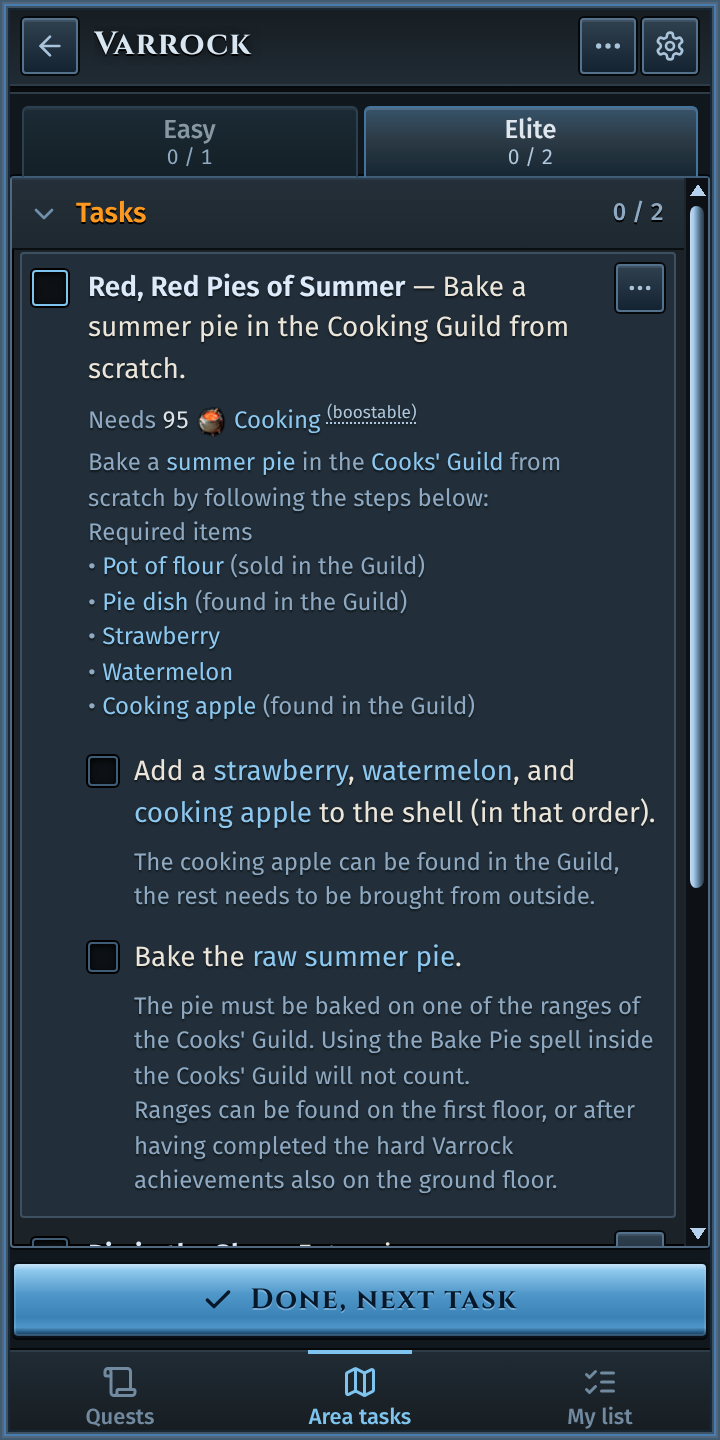 Varrock
Easy
0 / 1
Elite
0 / 2
Tasks
0 / 2
Red, Red Pies of Summer — Bake a
summer pie in the Cooking Guild from
scratch.
Needs 95 Cooking (boostable)
Bake a summer pie in the Cooks' Guild from
scratch by following the steps below:
Required items
• Pot of flour (sold in the Guild)
• Pie dish (found in the Guild)
• Strawberry
• Watermelon
• Cooking apple (found in the Guild)
Add a strawberry, watermelon, and
cooking apple to the shell (in that order).
The cooking apple can be found in the Guild,
the rest needs to be brought from outside.
Bake the raw summer pie.
The pie must be baked on one of the ranges of
the Cooks' Guild. Using the Bake Pie spell inside
the Cooks' Guild will not count.
Ranges can be found on the first floor, or after
having completed the hard Varrock
achievements also on the ground floor.
Done, next task
Quests
Area tasks
My list